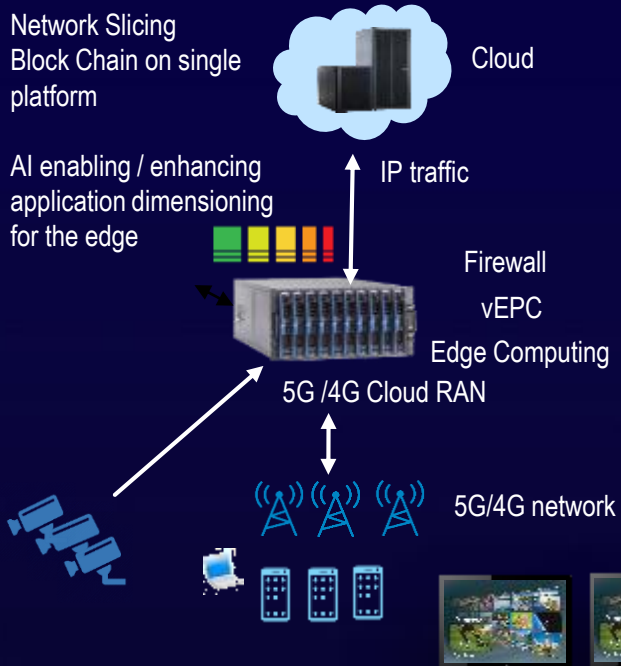 Network Slicing
Block Chain on single
platform
Cloud
AI enabling / enhancing
application dimensioning
for the edge
IP traffic
Firewall
vEPC
Edge Computing
5G /4G Cloud RAN
5G/4G network